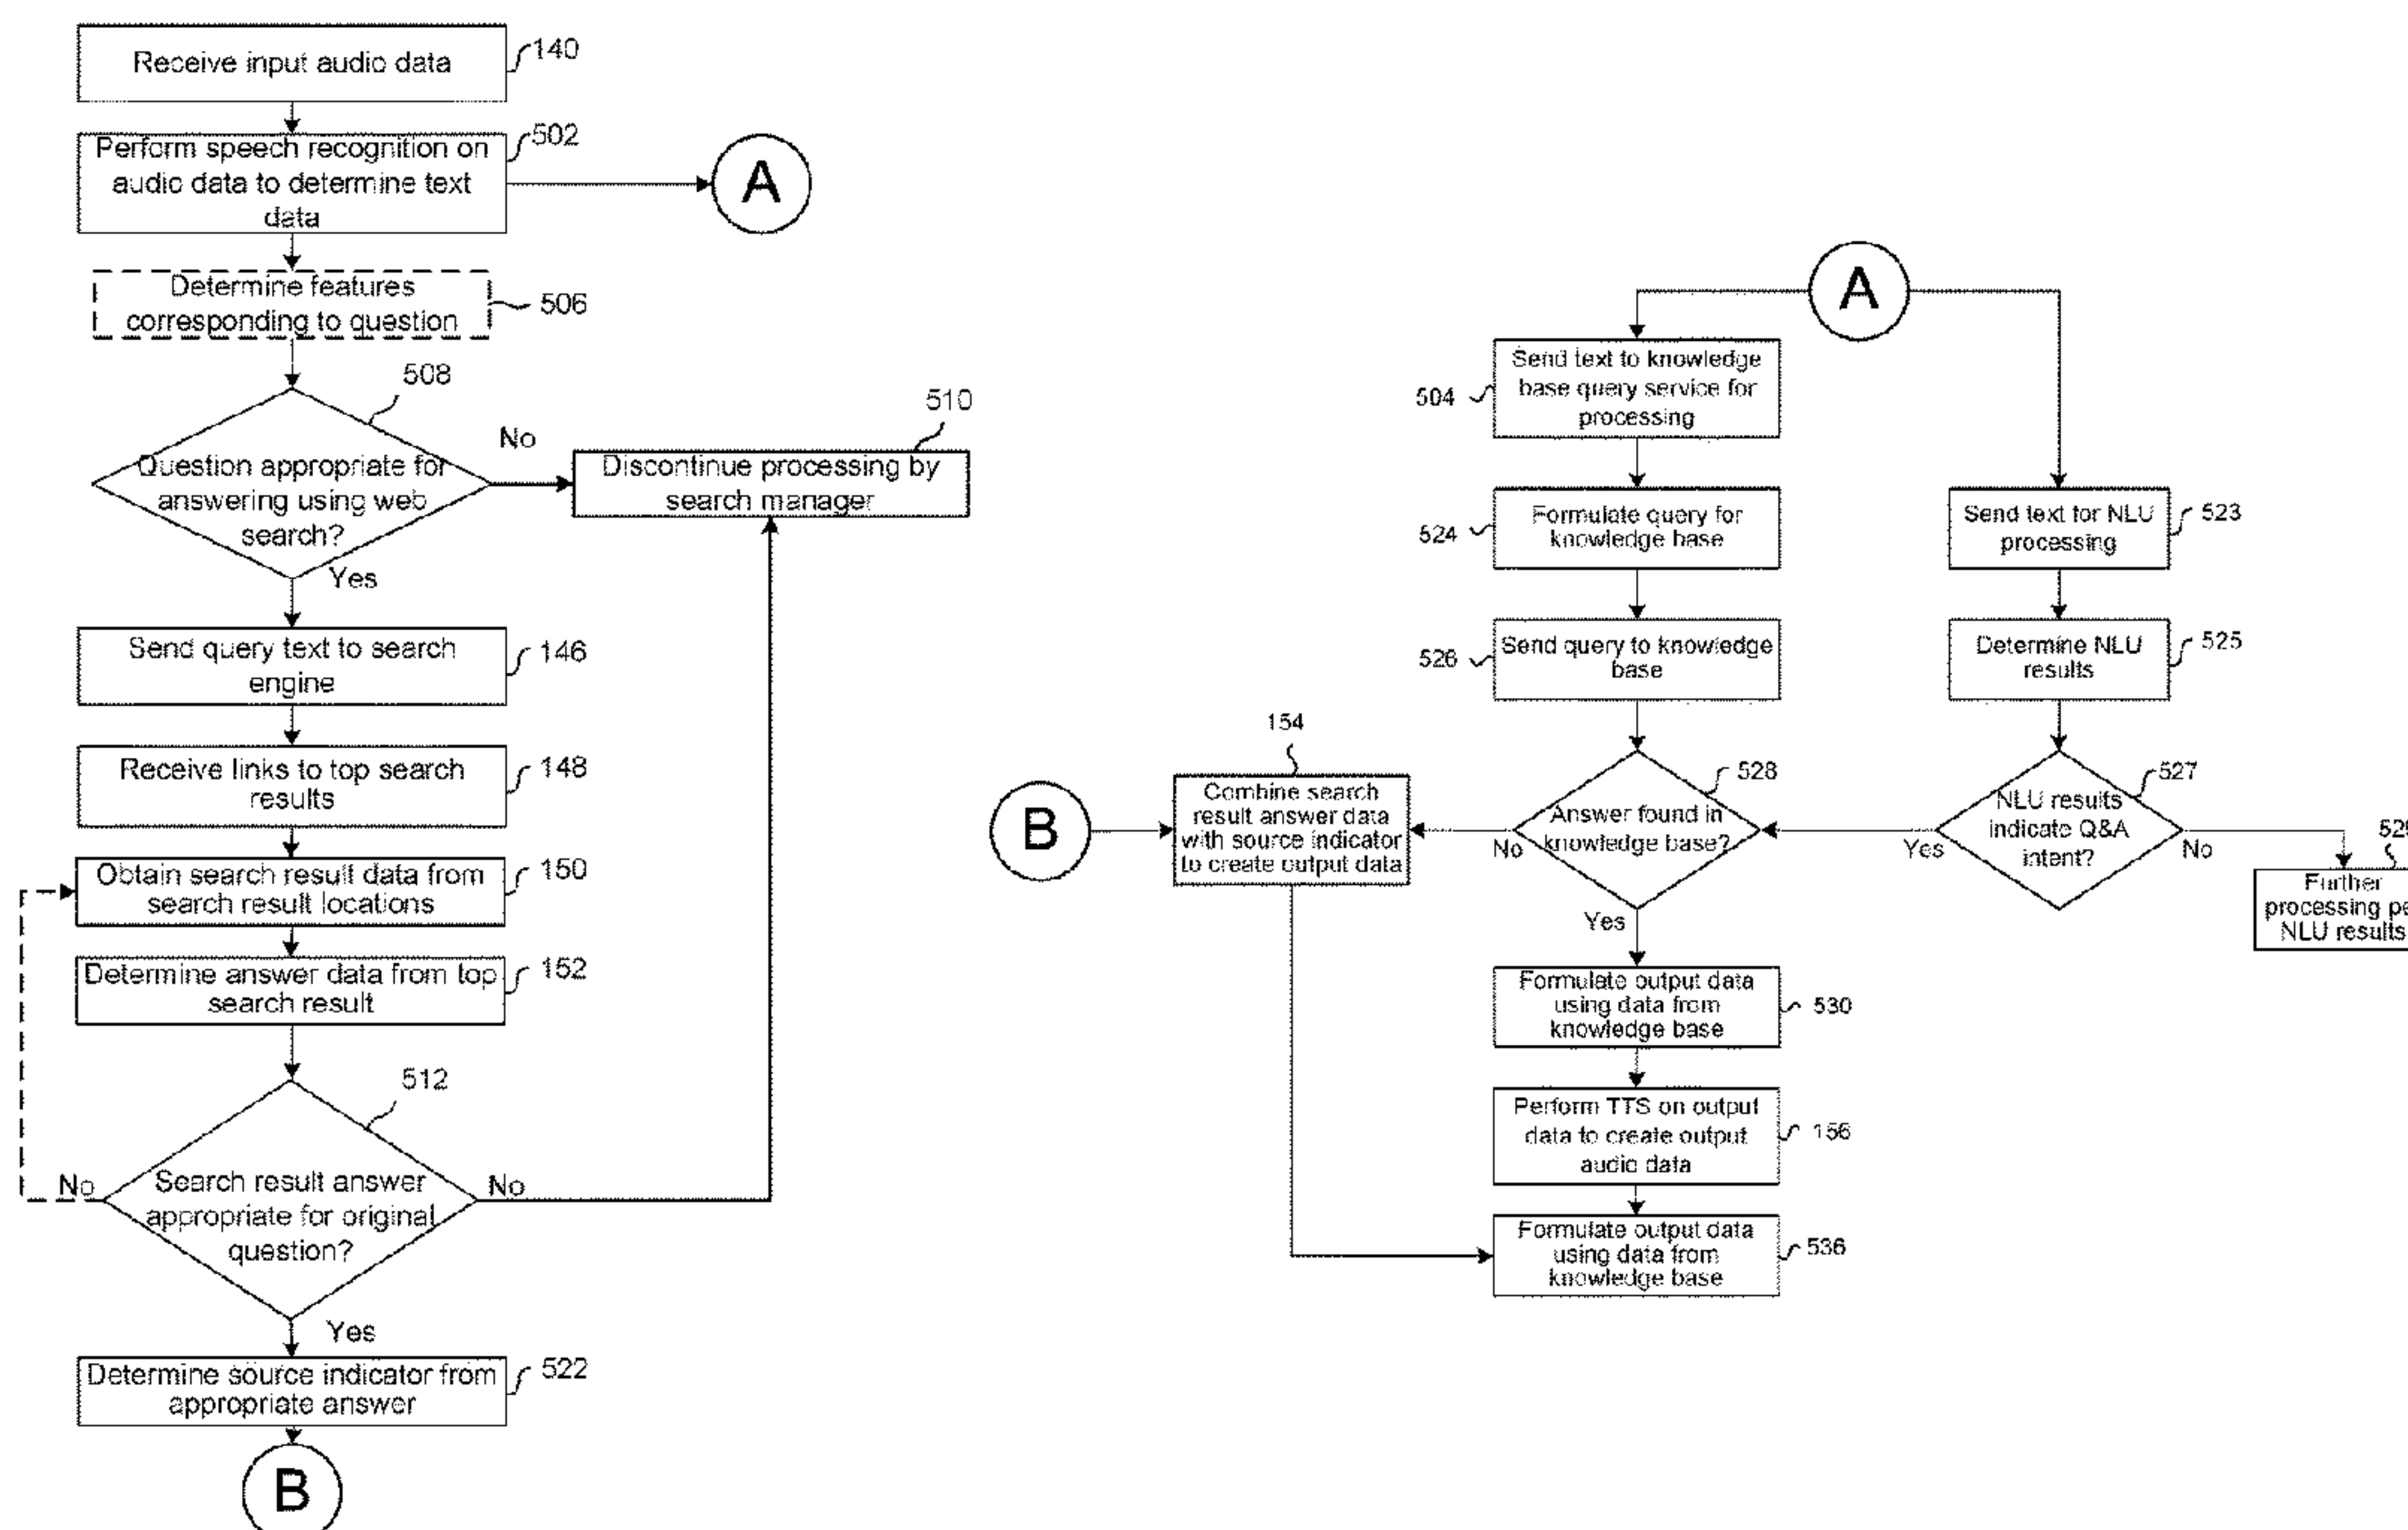 Receive input audio data
140
Perform speech recognition on
audio data to determine text
data
502
A
Determine features
corresponding to question
506
508
Question appropriate for
answering using web
search?
No
Yes
510
Discontinue processing by
search manager
Send query text to search
engine
146
Receive links to top search
results
148
Obtain search result data from
search result locations
150
Determine answer data from top
search result
152
512
Search result answer
appropriate for original
question?
No
No
Yes
Determine source indicator from
appropriate answer
522
B
A
Send text to knowledge
base query service for
processing
504
Formulate query for
knowledge base
524
Send text for NLU
processing
523
Send query to knowledge
base
526
Determine NLU
results
525
154
B
Combine search
result answer data
with source indicator
to create output data
528
Answer found in
knowledge base?
No
Yes
527
NLU results
indicate Q&A
intent?
Yes
No
Further
processing pe
NLU results
Formulate output data
using data from
knowledge base
530
Perform TTS on output
data to create output
audio data
156
Formulate output data
using data from
knowledge base
536